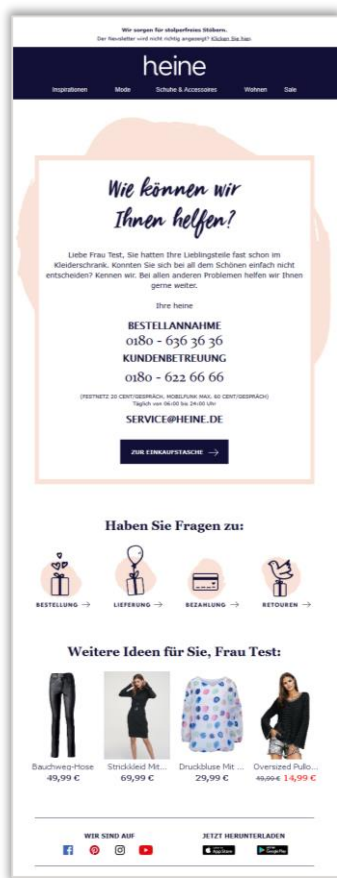 Wir sorgen für stolperfreies Stöbern.
Der Newsletter wird nicht richtig angezeigt? Klicken Sie hier.
heine
Inspirationen Mode Schuhe & Accessoires Wohnen Sale
Wie können wir
Ihnen helfen?
Liebe Frau Test, Sie hatten Ihre Lieblingsteile fast schon im
Kleiderschrank. Konnten Sie sich bei all dem Schönen einfach nicht
entscheiden? Kennen wir. Bei allen anderen Problemen helfen wir Ihnen
gerne weiter.
Ihre heine
BESTELLANNAHME
0180 - 636 36 36
KUNDENBETREUUNG
0180 - 622 66 66
(FESTNETZ 20 CENT/GESPRÄCH, MOBILFUNK MAX. 60 CENT/GESPRÄCH)
Täglich von 06:00 bis 24:00 Uhr
SERVICE@HEINE.DE
ZUR EINKAUFSTASCHE →
Haben Sie Fragen zu:
BESTELLUNG → LIEFERUNG → BEZAHLUNG → RETOUREN →
Weitere Ideen für Sie, Frau Test:
Bauchweg-Hose Strickkleid Mit... Druckbluse Mit ... Oversized Pullo...
49,99 € 69,99 € 29,99 € 49,99 € 14,99 €
WIR SIND AUF JETZT HERUNTERLADEN
App Store Google Play